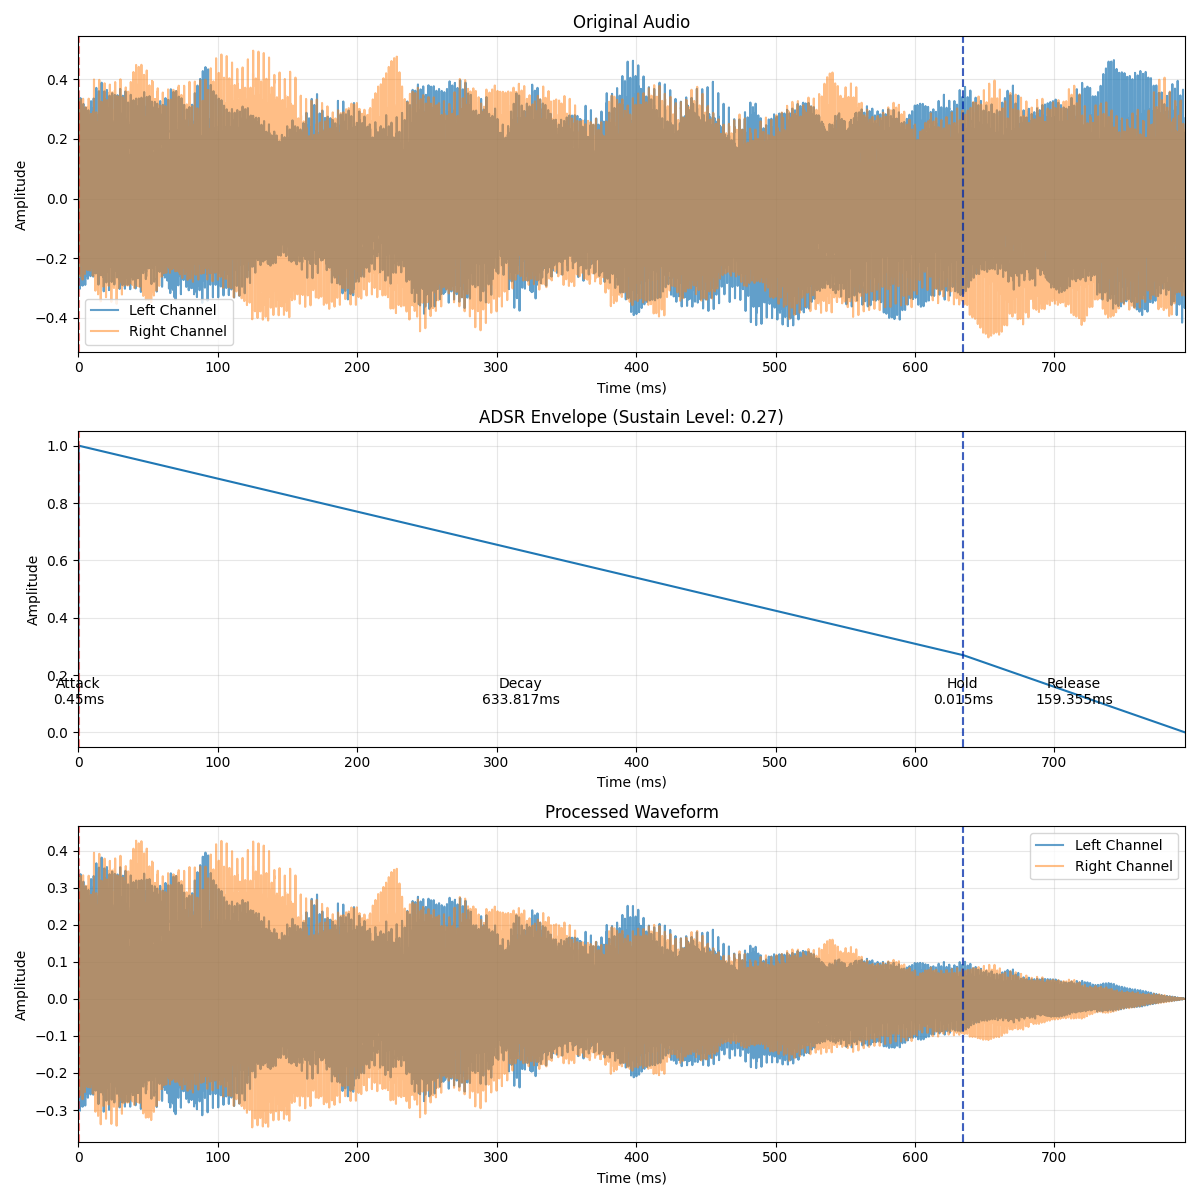 Original Audio
Amplitude
0.4
0.2
0.0
−0.2
−0.4
Left Channel
Right Channel
0 100 200 300 400 500 600 700
Time (ms)
ADSR Envelope (Sustain Level: 0.27)
Amplitude
1.0
0.8
0.6
0.4
0.2
0.0
Attack
0.45ms
Decay
633.817ms
Hold
0.015ms
Release
159.355ms
0 100 200 300 400 500 600 700
Time (ms)
Processed Waveform
Amplitude
0.4
0.3
0.2
0.1
0.0
−0.1
−0.2
−0.3
Left Channel
Right Channel
0 100 200 300 400 500 600 700
Time (ms)